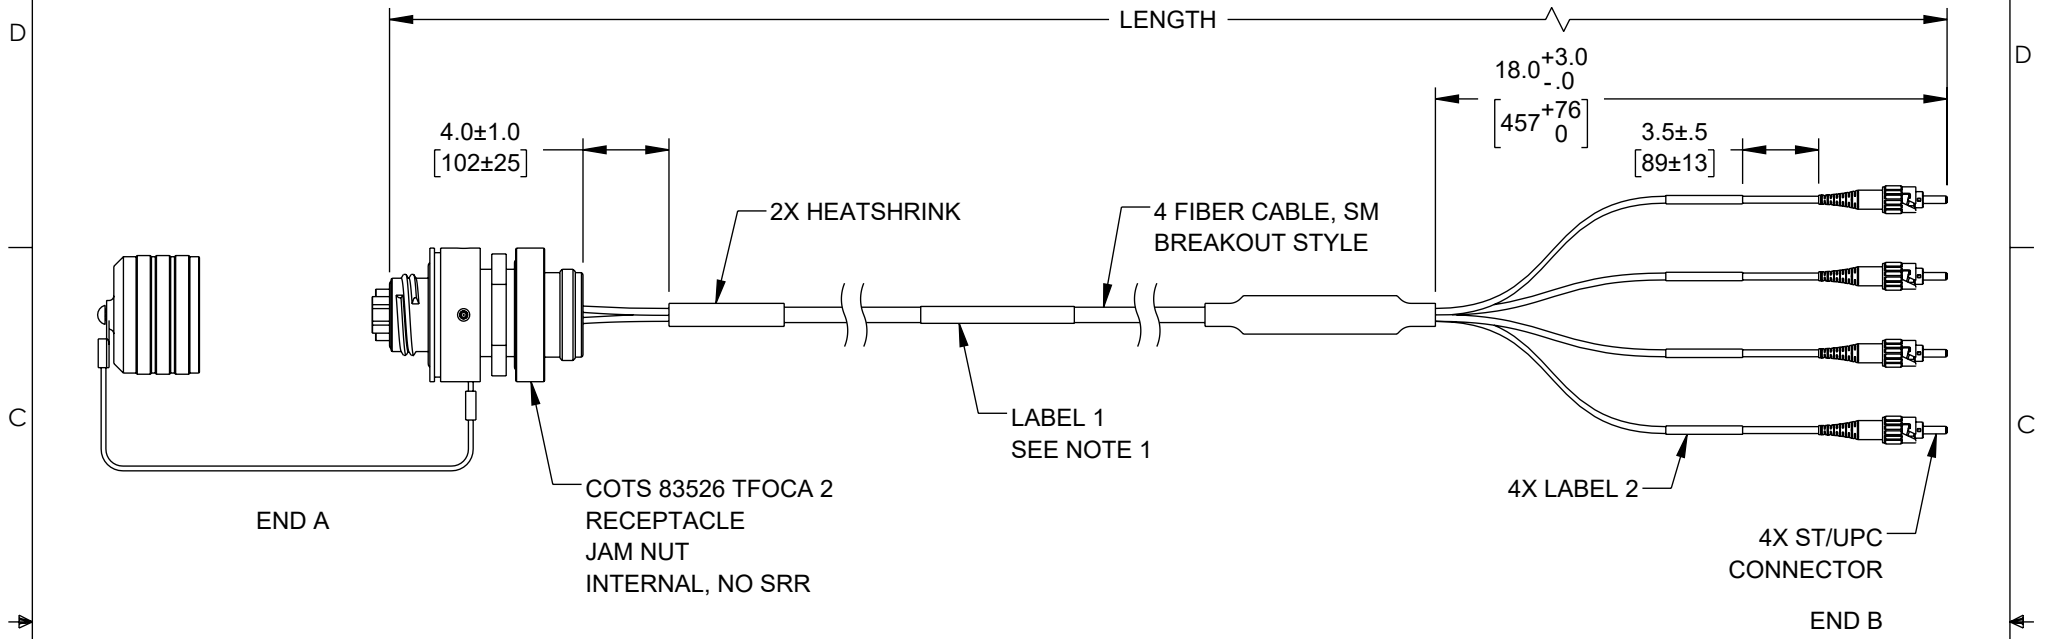 D
LENGTH
D
18.0 +3.0
-.0
[457 +76
0]
4.0±1.0
[102±25]
3.5±.5
[89±13]
2X HEATSHRINK
4 FIBER CABLE, SM
BREAKOUT STYLE
C
LABEL 1
SEE NOTE 1
C
COTS 83526 TFOCA 2
RECEPTACLE
JAM NUT
INTERNAL, NO SRR
4X LABEL 2
END A
4X ST/UPC
CONNECTOR
END B